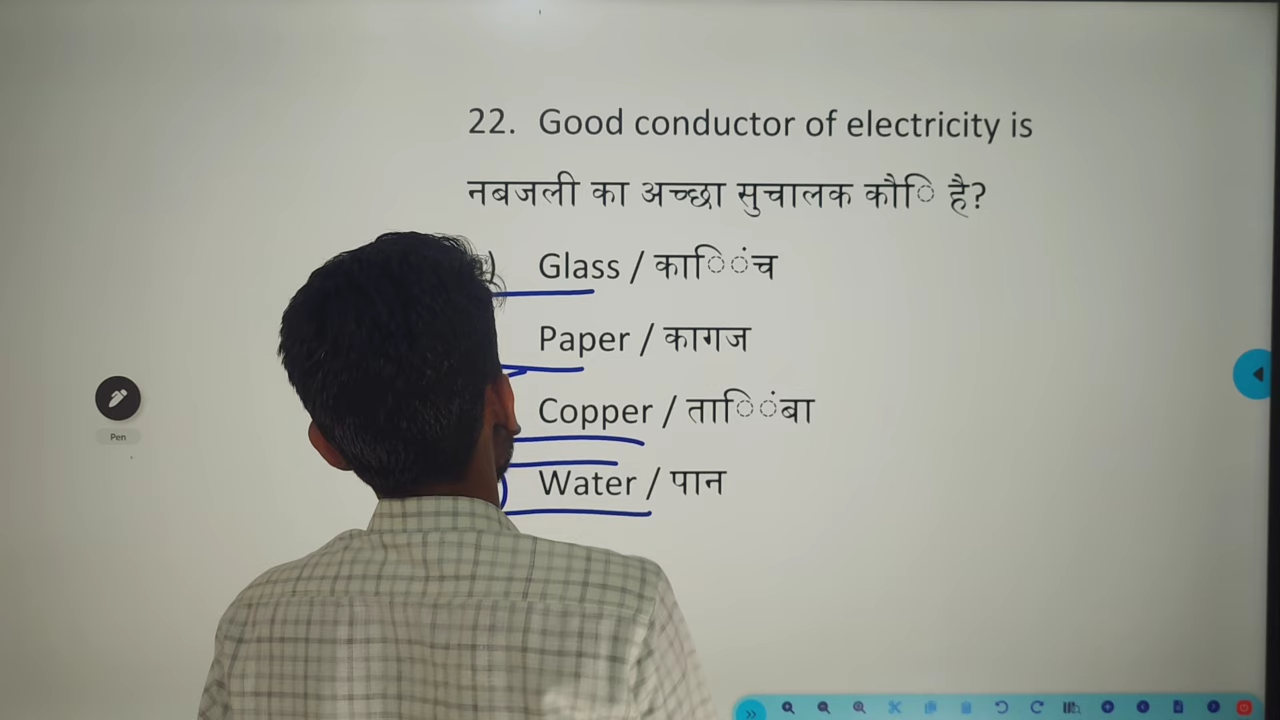 22. Good conductor of electricity is
नबजली का अच्छा सुचालक कौि है?
) Glass / काििंच
Paper / कागज
Copper / ताििंबा
Water / पान
Pen